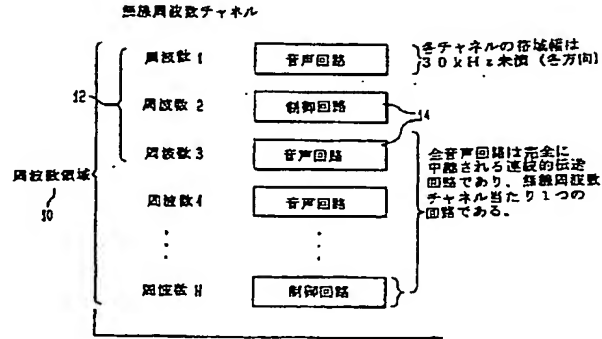 無線周波数チャネル
周波数1
音声回路
各チャネルの帯域幅は
30kHz未満(各方向)
12
周波数2
制御回路
14
周波数3
音声回路
全音声回路は完全に
中継される連続的伝送
回路であり、無線周波数
チャネル当たり1つの
回路である。
周波数領域
10
周波数4
音声回路
周波数N
制御回路